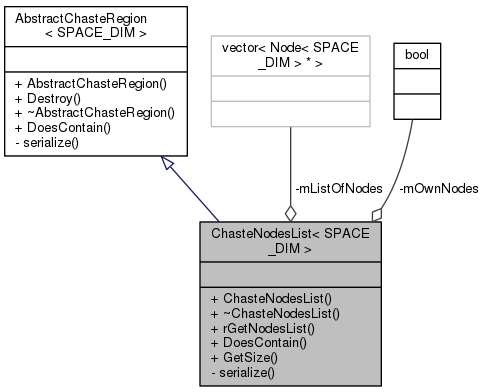 AbstractChasteRegion
< SPACE_DIM >
+ AbstractChasteRegion()
+ Destroy()
+ ~AbstractChasteRegion()
+ DoesContain()
- serialize()
vector< Node< SPACE
_DIM > * >
bool
-mListOfNodes
-mOwnNodes
ChasteNodesList< SPACE
_DIM >
+ ChasteNodesList()
+ ~ChasteNodesList()
+ rGetNodesList()
+ DoesContain()
+ GetSize()
- serialize()